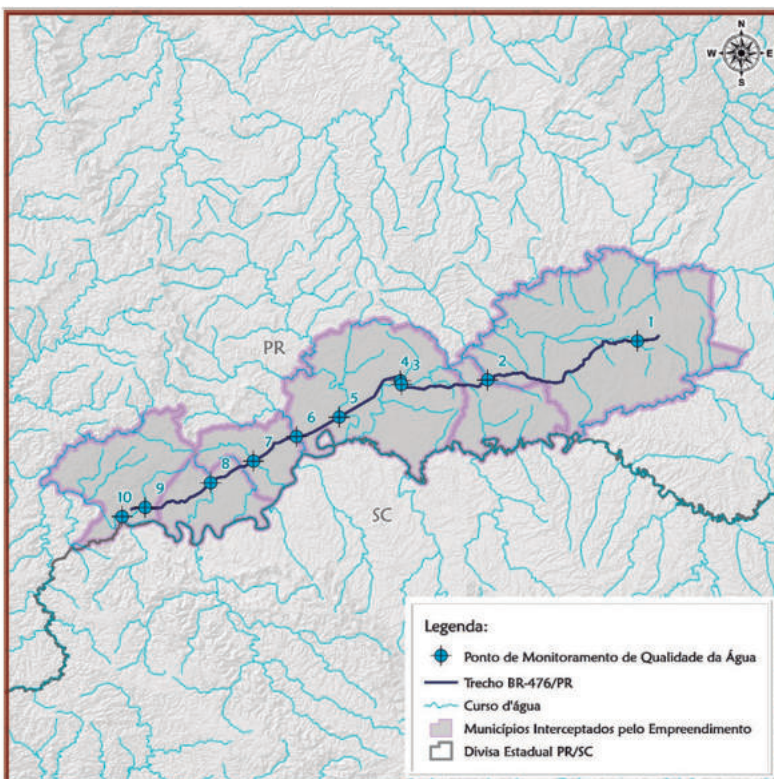 N
W E
S
1
PR
4 3
2
5
6
7
8
9
10
SC
Legenda:
Ponto de Monitoramento de Qualidade da Água
Trecho BR-476/PR
Curso d'água
Municípios Interceptados pelo Empreendimento
Divisa Estadual PR/SC